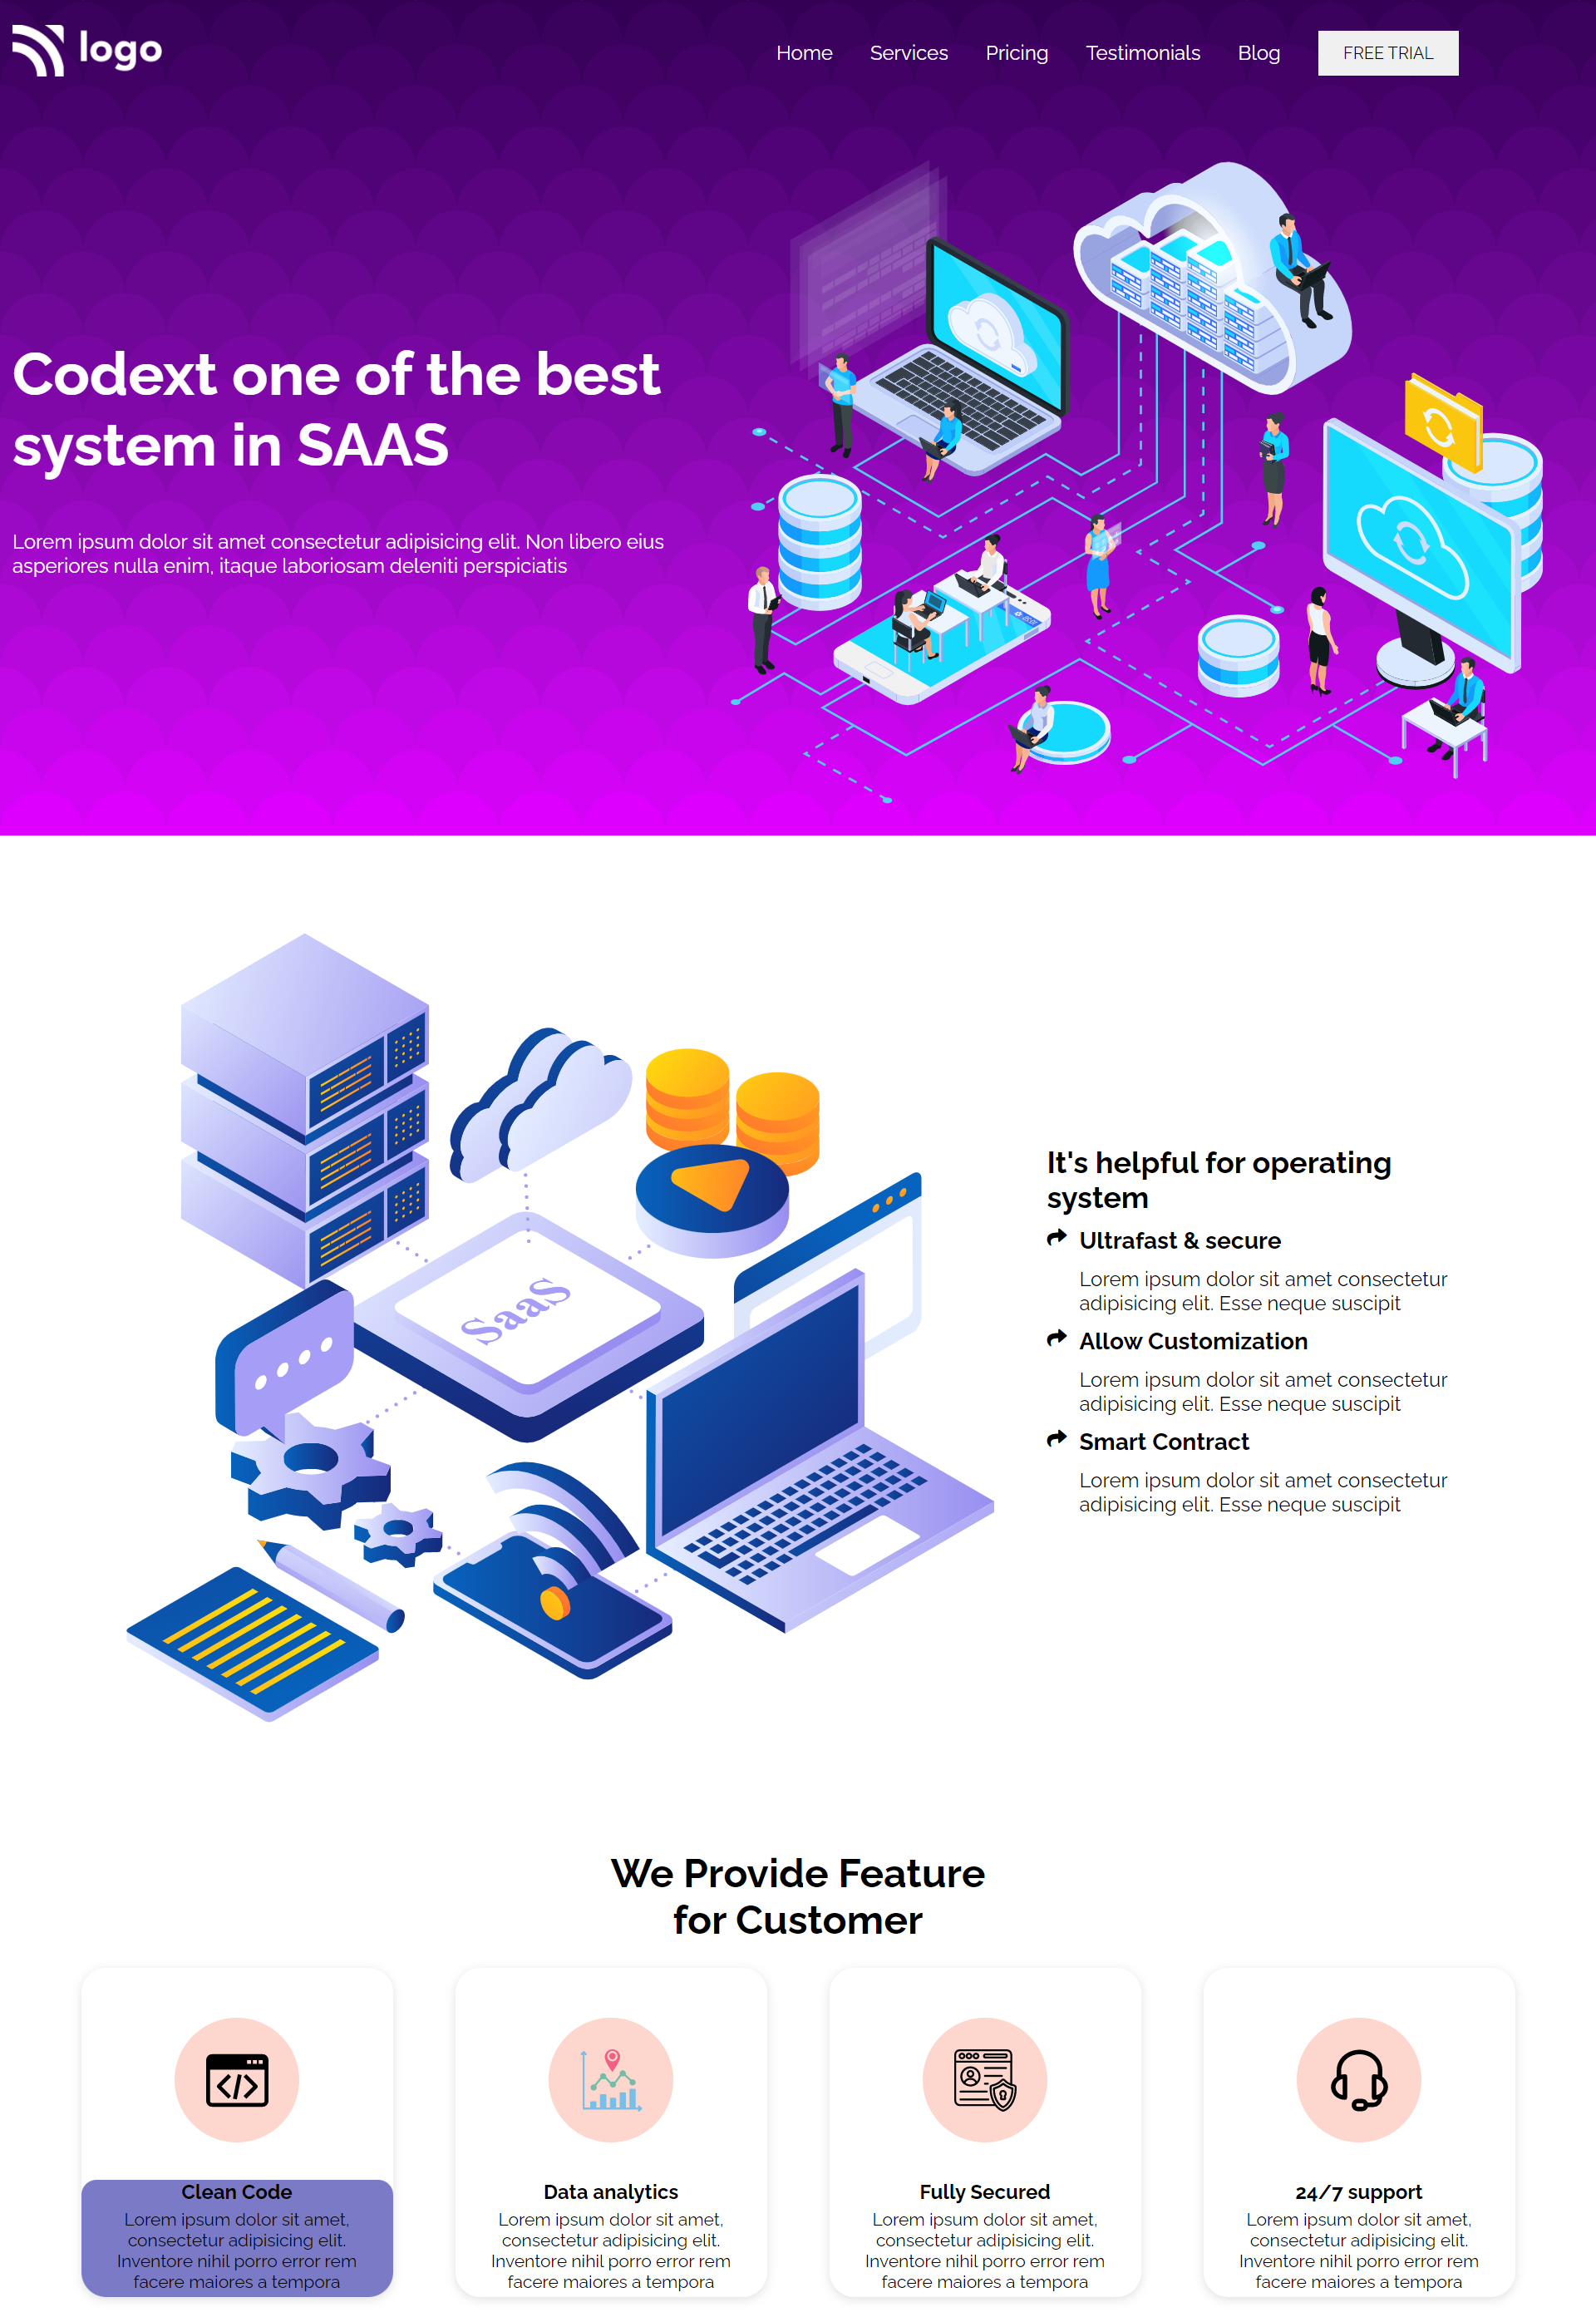 logo
Home Services Pricing Testimonials Blog FREE TRIAL
Codext one of the best
system in SAAS
Lorem ipsum dolor sit amet consectetur adipisicing elit. Non libero eius
asperiores nulla enim, itaque laboriosam deleniti perspiciatis
SaaS
It's helpful for operating
system
Ultrafast & secure
Lorem ipsum dolor sit amet consectetur
adipisicing elit. Esse neque suscipit
Allow Customization
Lorem ipsum dolor sit amet consectetur
adipisicing elit. Esse neque suscipit
Smart Contract
Lorem ipsum dolor sit amet consectetur
adipisicing elit. Esse neque suscipit
We Provide Feature
for Customer
Clean Code
Lorem ipsum dolor sit amet,
consectetur adipisicing elit.
Inventore nihil porro error rem
facere maiores a tempora
Data analytics
Lorem ipsum dolor sit amet,
consectetur adipisicing elit.
Inventore nihil porro error rem
facere maiores a tempora
Fully Secured
Lorem ipsum dolor sit amet,
consectetur adipisicing elit.
Inventore nihil porro error rem
facere maiores a tempora
24/7 support
Lorem ipsum dolor sit amet,
consectetur adipisicing elit.
Inventore nihil porro error rem
facere maiores a tempora